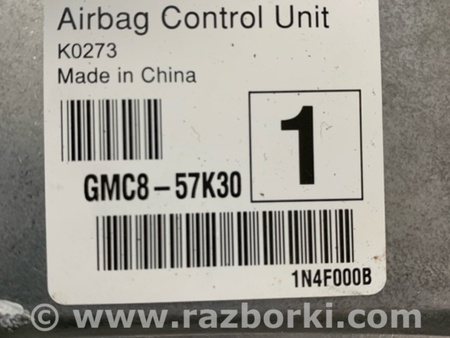 Airbag Control Unit
K0273
Made in China
1
GMC8-57K30
1N4F000B
© www.razborki.com